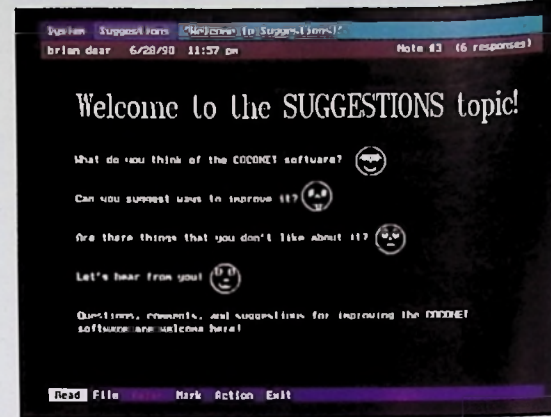 System Suggestions "Welcome to Suggestions!"
brian dear 6/28/90 11:57 pm Note #3 (6 responses)
Welcome to the SUGGESTIONS topic!
What do you think of the COCONET software?
Can you suggest ways to improve it?
Are there things that you don't like about it?
Let's hear from you!
Questions, comments, and suggestions for improving the COCONET
software are welcome here!
Read File Mark Action Exit